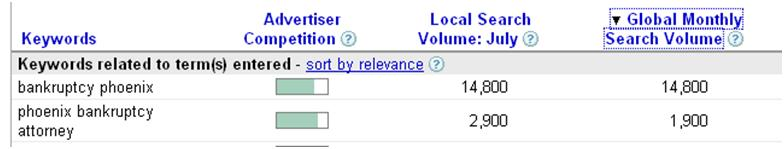 Keywords Advertiser Competition ? Local Search Volume: July ? ▼ Global Monthly Search Volume ?
Keywords related to term(s) entered - sort by relevance ?
bankruptcy phoenix 14,800 14,800
phoenix bankruptcy attorney 2,900 1,900